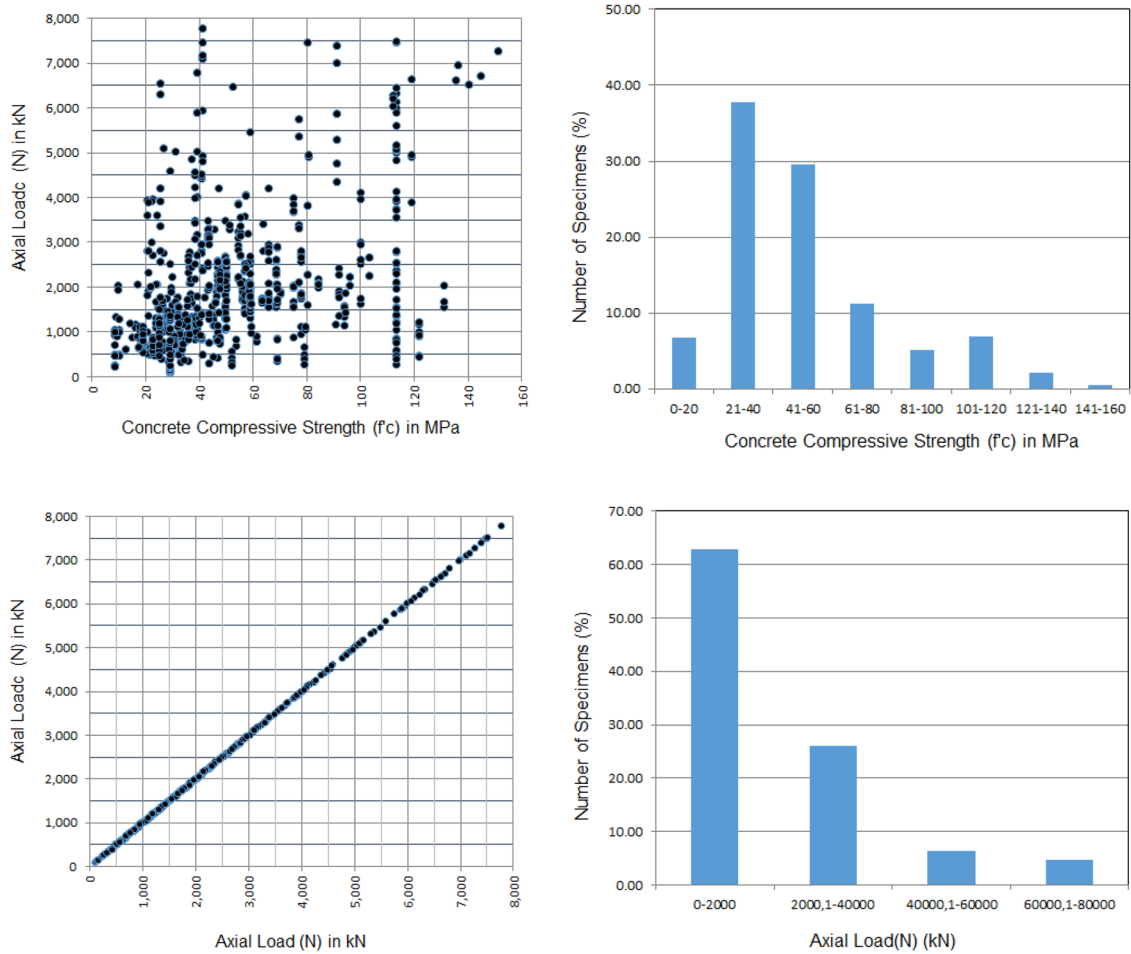 8,000
7,000
6,000
5,000
4,000
3,000
2,000
1,000
0
Axial Loadc (N) in kN
0 20 40 60 80 100 120 140 160
Concrete Compressive Strength (f'c) in MPa
50.00
40.00
30.00
20.00
10.00
0.00
Number of Specimens (%)
0-20 21-40 41-60 61-80 81-100 101-120 121-140 141-160
Concrete Compressive Strength (f'c) in MPa
8,000
7,000
6,000
5,000
4,000
3,000
2,000
1,000
0
Axial Loadc (N) in kN
0 1,000 2,000 3,000 4,000 5,000 6,000 7,000 8,000
Axial Load (N) in kN
70.00
60.00
50.00
40.00
30.00
20.00
10.00
0.00
Number of Specimens (%)
0-2000 2000,1-40000 40000,1-60000 60000,1-80000
Axial Load(N) (kN)